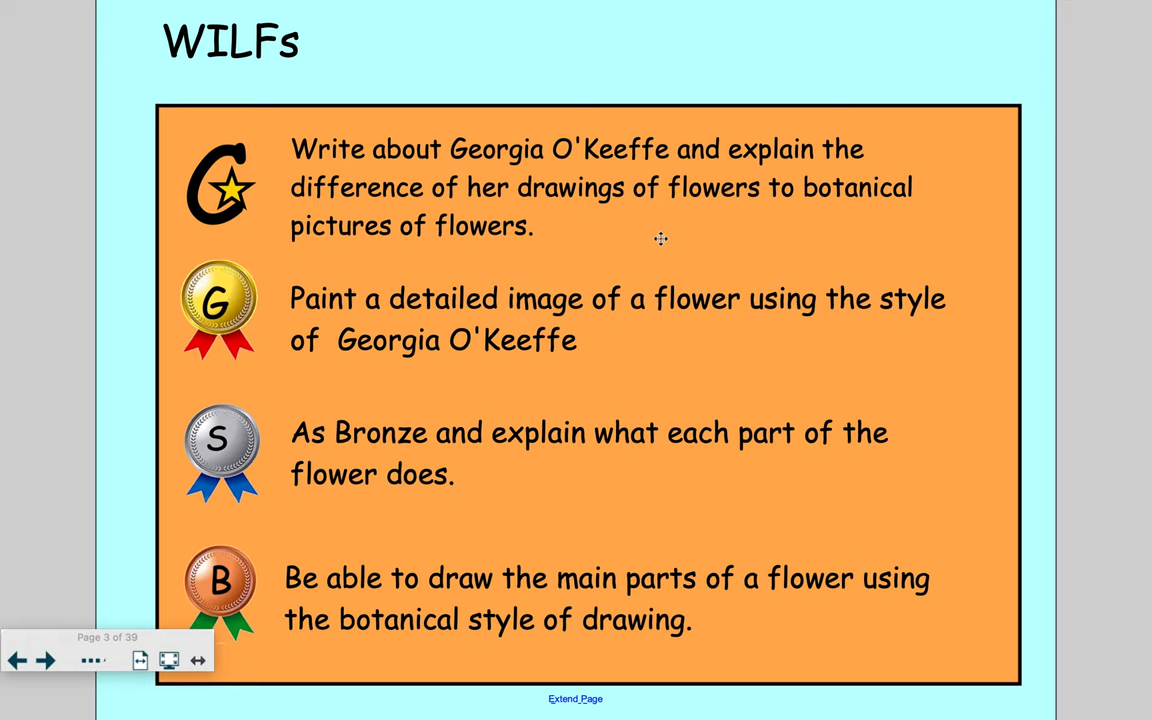 WILFs
C
Write about Georgia O'Keeffe and explain the
difference of her drawings of flowers to botanical
pictures of flowers.
G
Paint a detailed image of a flower using the style
of Georgia O'Keeffe
S
As Bronze and explain what each part of the
flower does.
B
Be able to draw the main parts of a flower using
the botanical style of drawing.
Page 3 of 39
Extend Page